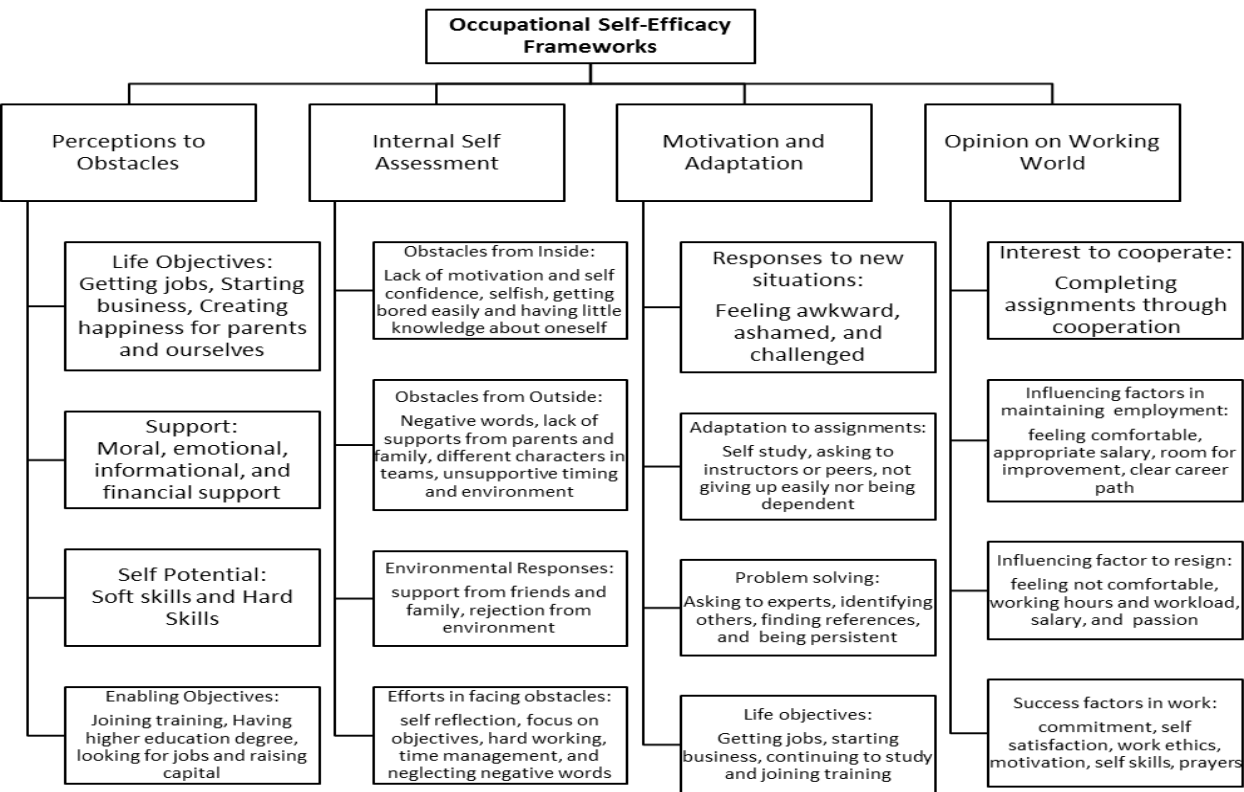 Occupational Self-Efficacy
Frameworks
Perceptions to
Obstacles
Life Objectives:
Getting jobs, Starting
business, Creating
happiness for parents
and ourselves
Support:
Moral, emotional,
informational, and
financial support
Self Potential:
Soft skills and Hard
Skills
Enabling Objectives:
Joining training, Having
higher education degree,
looking for jobs and raising
capital
Internal Self
Assessment
Obstacles from Inside:
Lack of motivation and self
confidence, selfish, getting
bored easily and having little
knowledge about oneself
Obstacles from Outside:
Negative words, lack of
supports from parents and
family, different characters in
teams, unsupportive timing
and environment
Environmental Responses:
support from friends and
family, rejection from
environment
Efforts in facing obstacles:
self reflection, focus on
objectives, hard working,
time management, and
neglecting negative words
Motivation and
Adaptation
Responses to new
situations:
Feeling awkward,
ashamed, and
challenged
Adaptation to assignments:
Self study, asking to
instructors or peers, not
giving up easily nor being
dependent
Problem solving:
Asking to experts, identifying
others, finding references,
and being persistent
Life objectives:
Getting jobs, starting
business, continuing to study
and joining training
Opinion on Working
World
Interest to cooperate:
Completing
assignments through
cooperation
Influencing factors in
maintaining employment:
feeling comfortable,
appropriate salary, room for
improvement, clear career
path
Influencing factor to resign:
feeling not comfortable,
working hours and workload,
salary, and passion
Success factors in work:
commitment, self
satisfaction, work ethics,
motivation, self skills, prayers